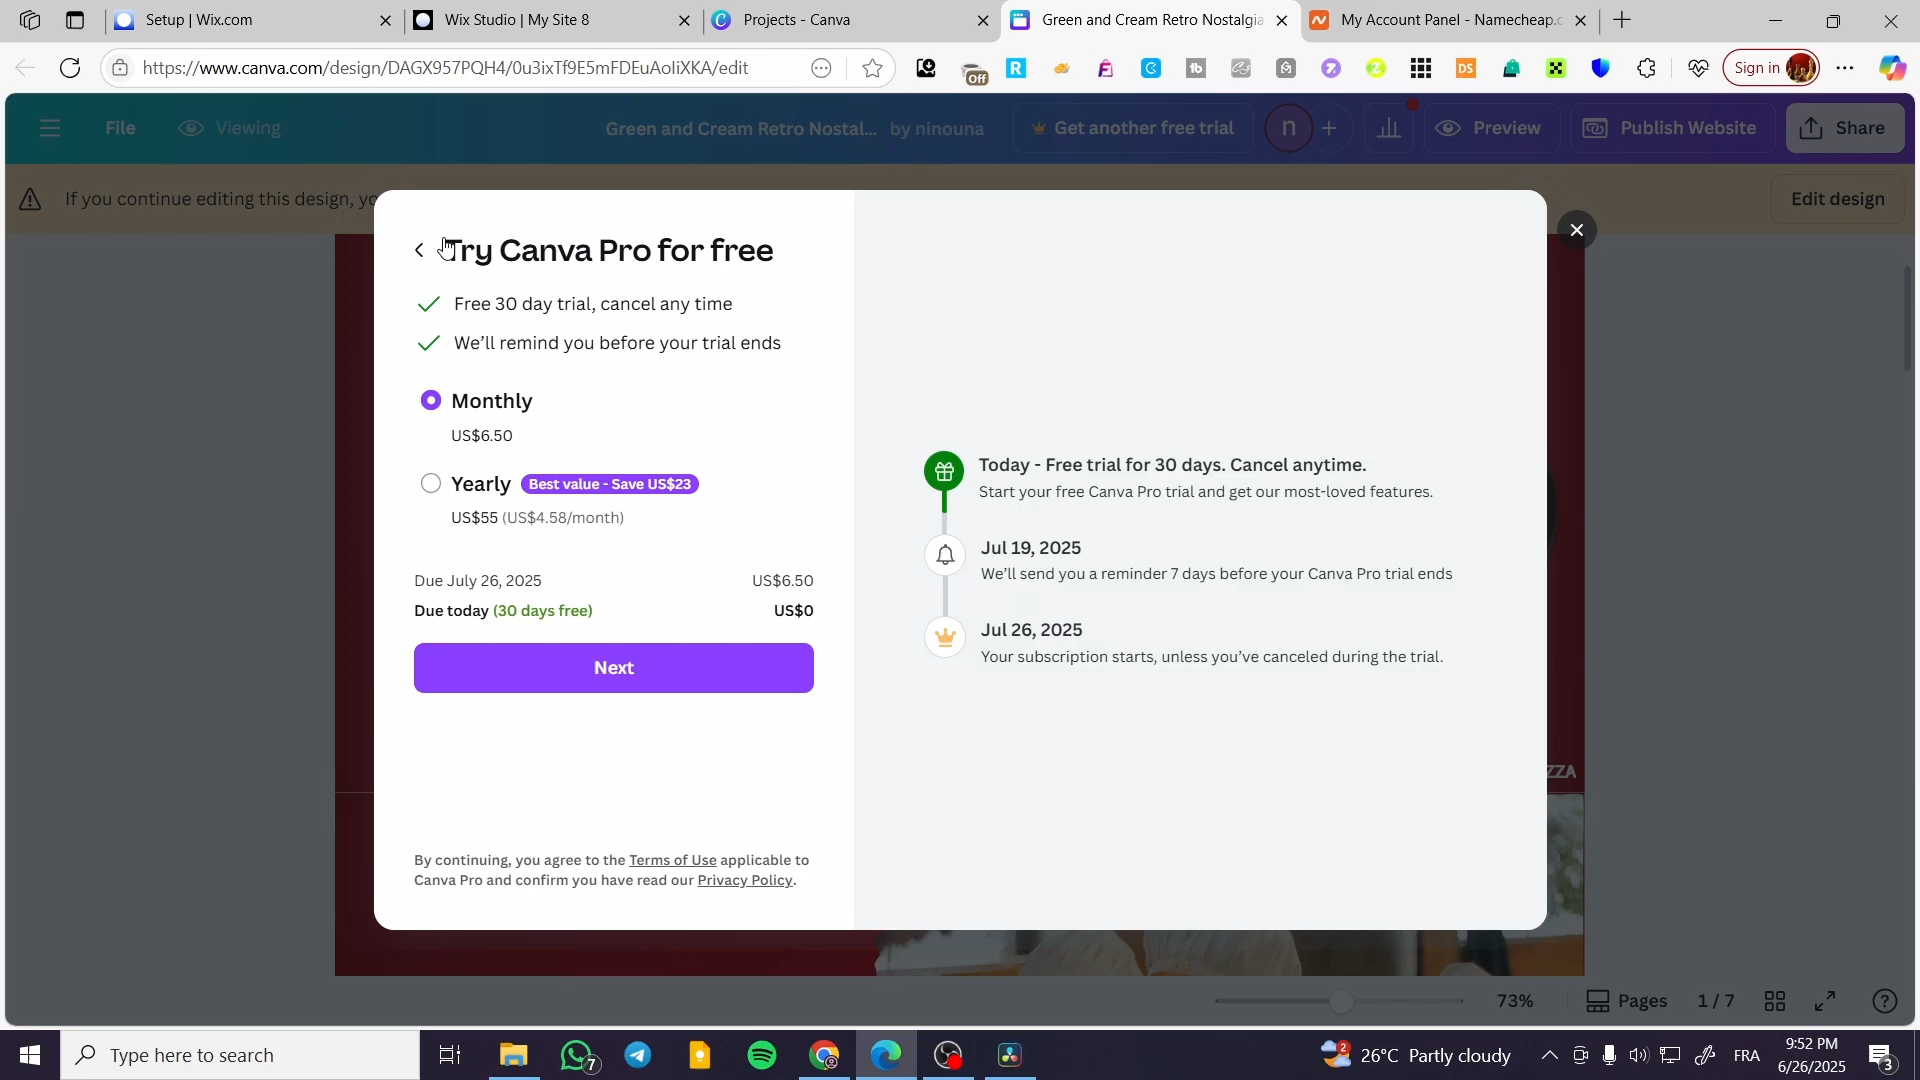 Setup | Wix.com
Wix Studio | My Site 8
Projects - Canva
Green and Cream Retro Nostalgia
My Account Panel - Namecheap.c
https://www.canva.com/design/DAGX957PQH4/0u3ixTf9E5mFDEuAoliXKA/edit
Off
Sign in
File
Viewing
Green and Cream Retro Nostal... by ninouna
Get another free trial
n
Preview
Publish Website
Share
If you continue editing this design, yo
Edit design
Try Canva Pro for free
Free 30 day trial, cancel any time
We'll remind you before your trial ends
Monthly
US$6.50
Yearly Best value - Save US$23
US$55 (US$4.58/month)
Due July 26, 2025 US$6.50
Due today (30 days free) US$0
Next
By continuing, you agree to the Terms of Use applicable to
Canva Pro and confirm you have read our Privacy Policy.
Today - Free trial for 30 days. Cancel anytime.
Start your free Canva Pro trial and get our most-loved features.
Jul 19, 2025
We'll send you a reminder 7 days before your Canva Pro trial ends
Jul 26, 2025
Your subscription starts, unless you've canceled during the trial.
ZZA
73%
Pages
1 / 7
Type here to search
7
2
26°C Partly cloudy
FRA
9:52 PM
6/26/2025
3